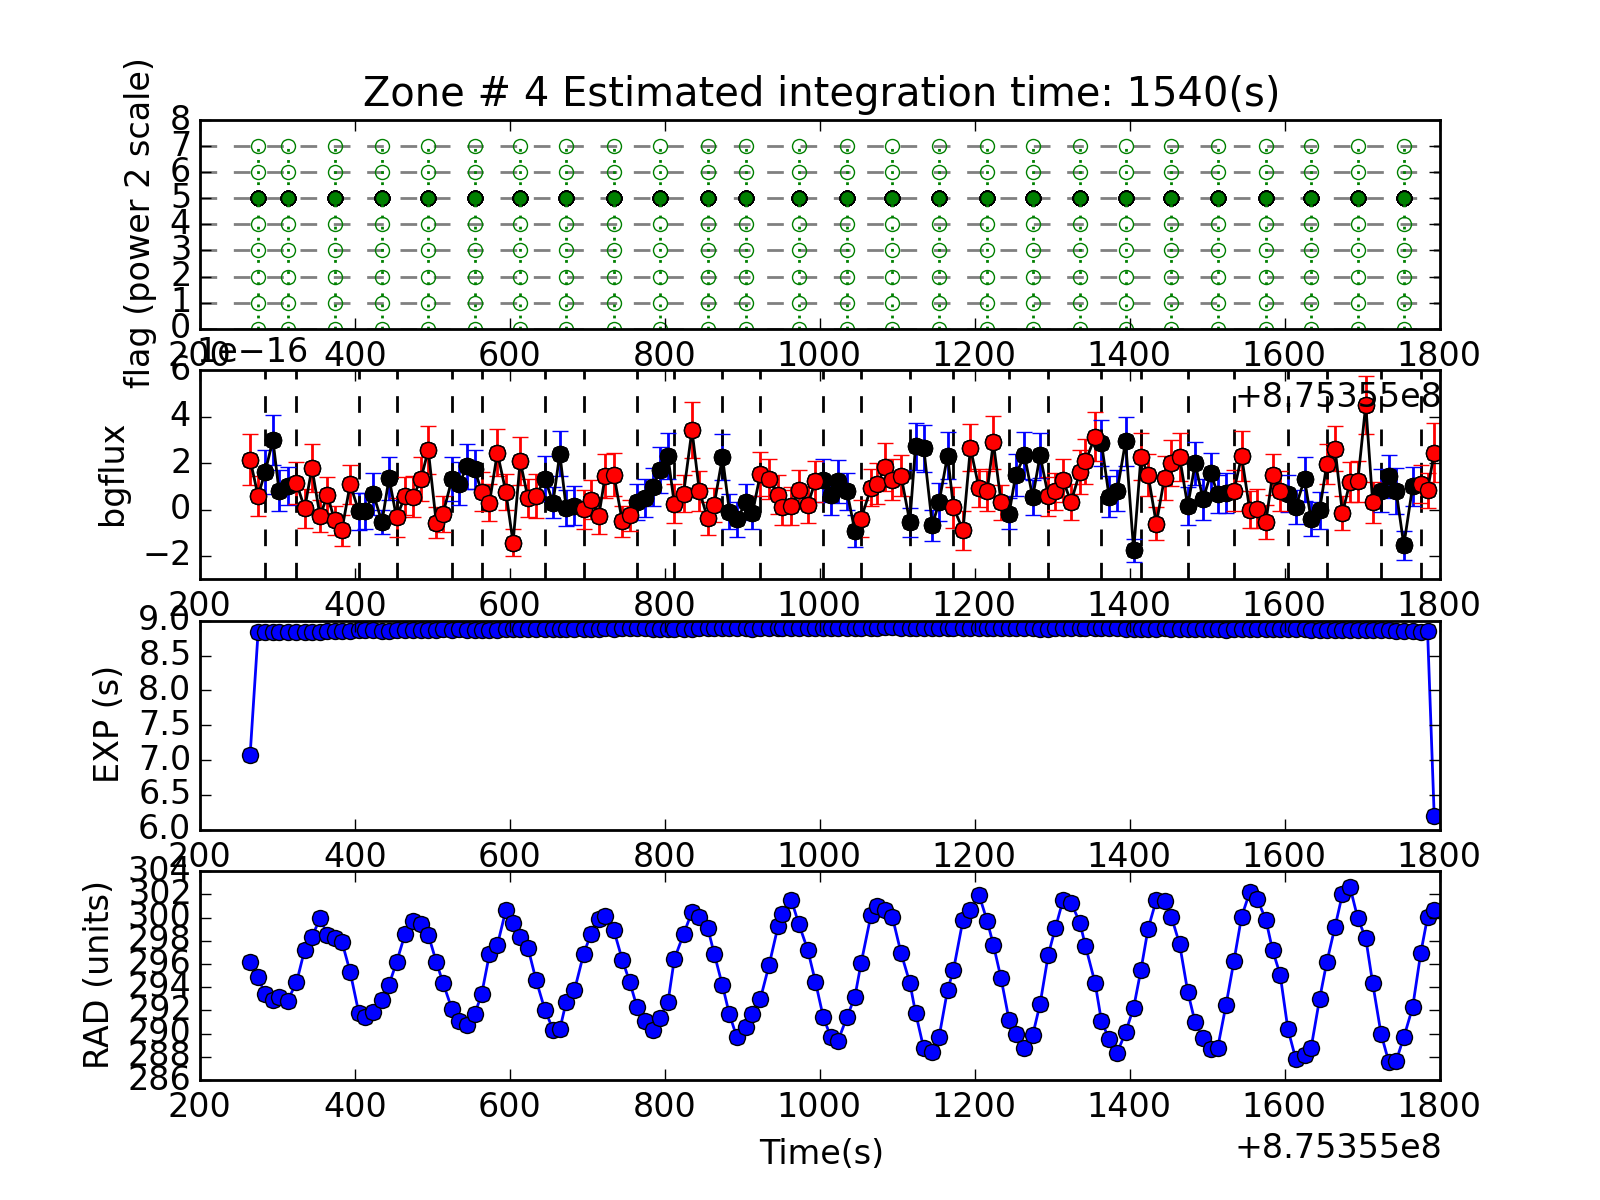 Zone # 4 Estimated integration time: 1540(s)
flag (power 2 scale)
8
7
6
5
4
3
2
1
0
200 400 600 800 1000 1200 1400 1600 1800
1e−16
+8.75355e8
bgflux
6
4
2
0
−2
200 400 600 800 1000 1200 1400 1600 1800
EXP (s)
9.0
8.5
8.0
7.5
7.0
6.5
6.0
200 400 600 800 1000 1200 1400 1600 1800
RAD (units)
304
302
300
298
296
294
292
290
288
286
200 400 600 800 1000 1200 1400 1600 1800
Time(s)
+8.75355e8